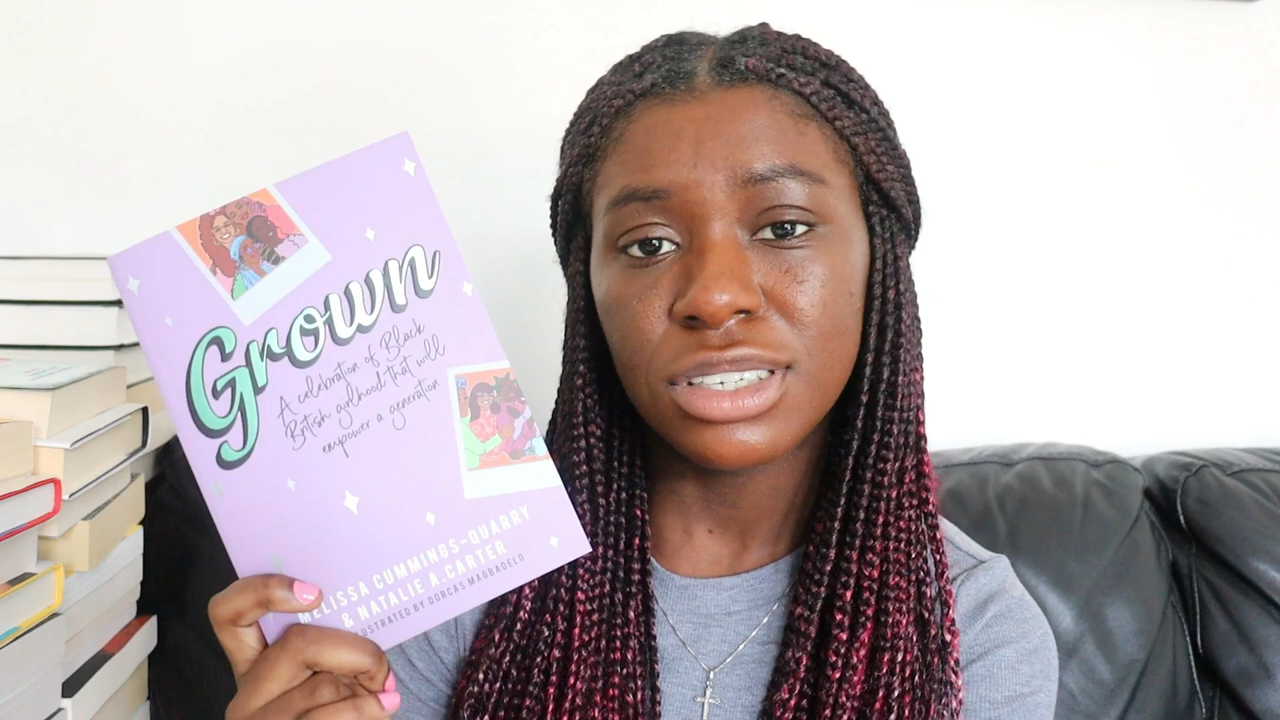 Grown
A celebration of Black
British girlhood that will
empower a generation
MELISSA CUMMINGS-QUARRY
& NATALIE A.CARTER
ILLUSTRATED BY DORCAS MAGBADELO